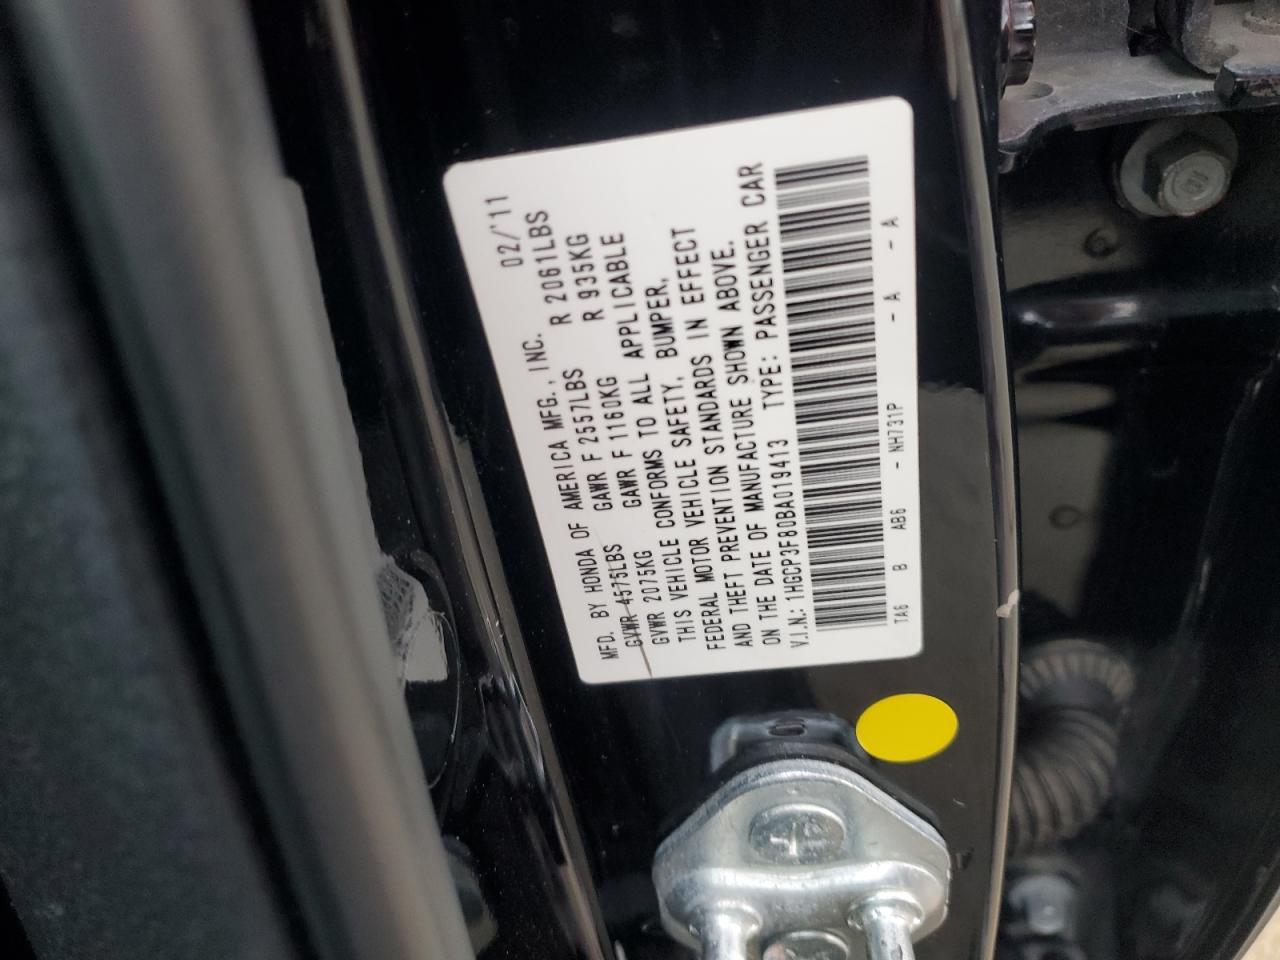 MFD. BY HONDA OF AMERICA MFG., INC. 02/'11
GVWR 4575LBS GAWR F 2557LBS R 2061LBS
GVWR 2075KG GAWR F 1160KG R 935KG
THIS VEHICLE CONFORMS TO ALL APPLICABLE
FEDERAL MOTOR VEHICLE SAFETY, BUMPER,
AND THEFT PREVENTION STANDARDS IN EFFECT
ON THE DATE OF MANUFACTURE SHOWN ABOVE.
V.I.N.: 1HGCP3F80BA019413 TYPE: PASSENGER CAR
TA6 B AB6 - NH731P - A - A